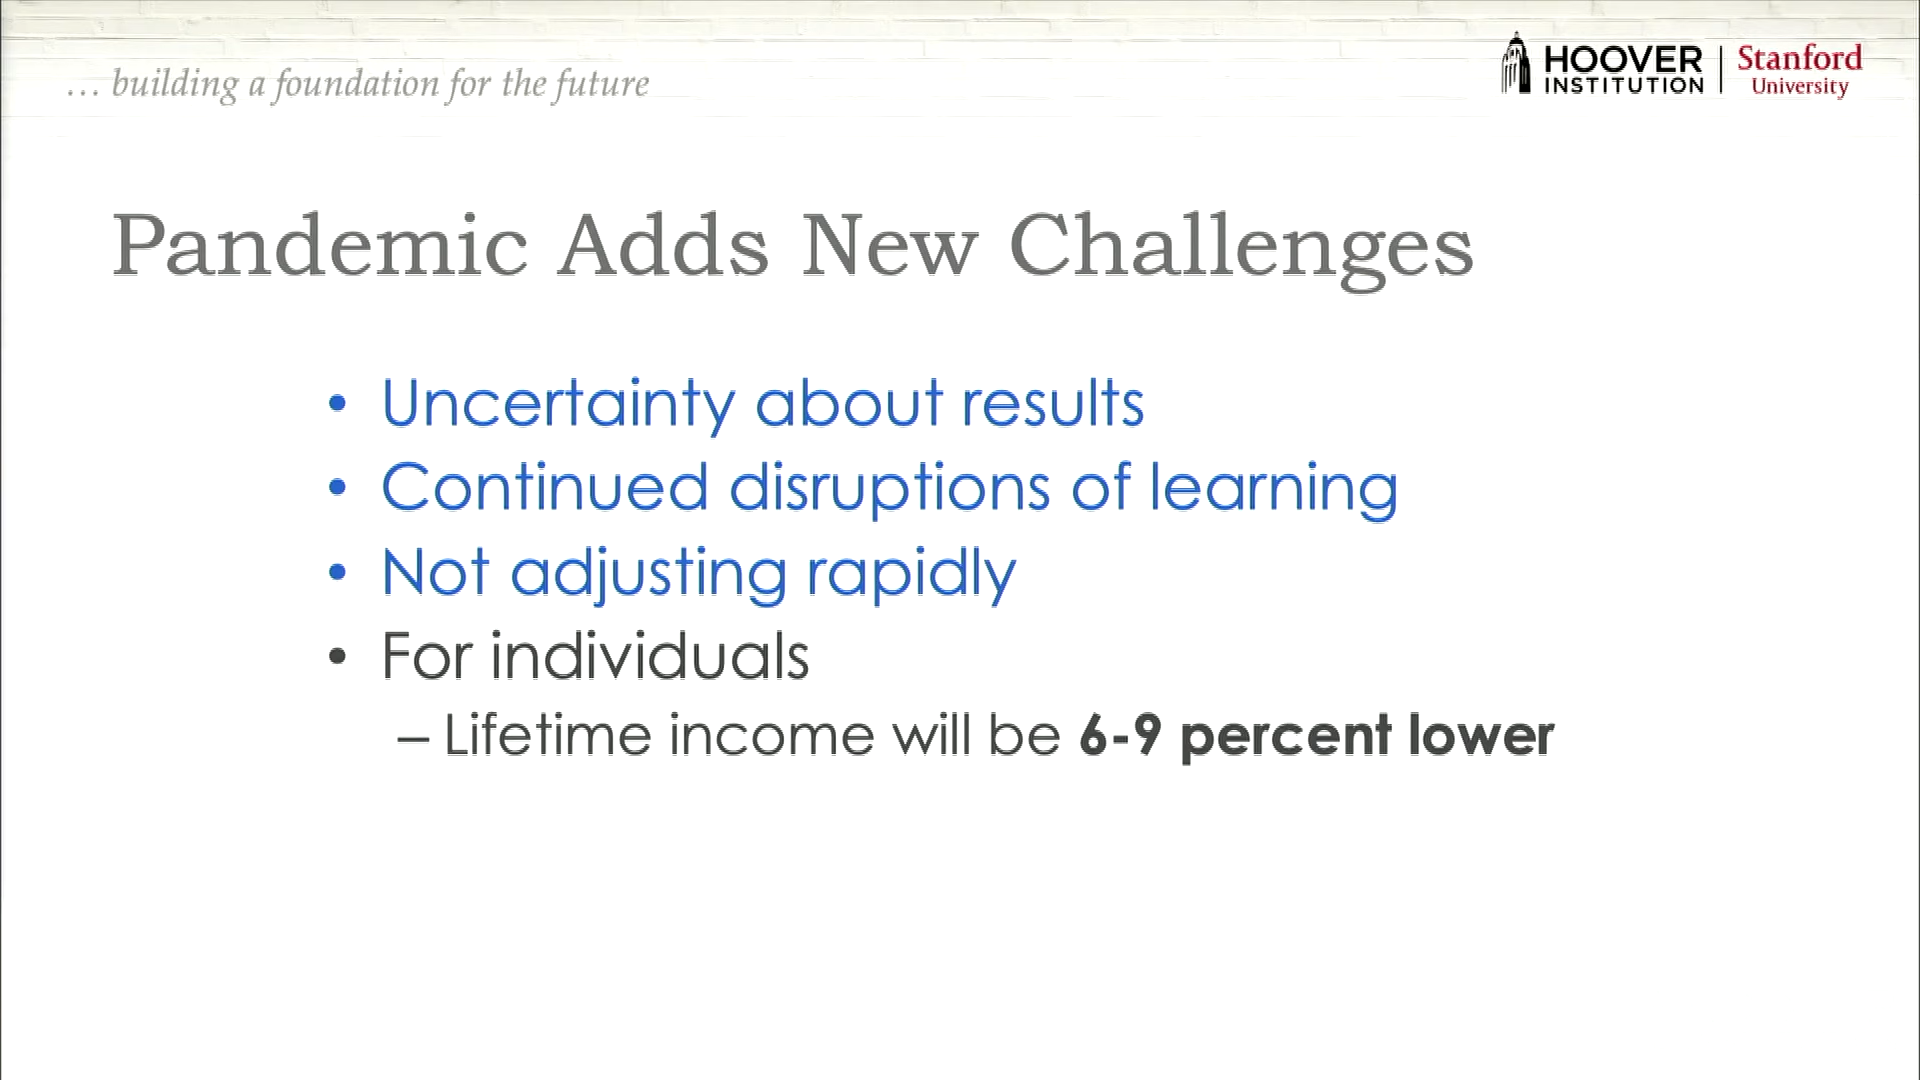 ... building a foundation for the future
HOOVER
INSTITUTION
Stanford
University
Pandemic Adds New Challenges
• Uncertainty about results
• Continued disruptions of learning
• Not adjusting rapidly
• For individuals
– Lifetime income will be 6-9 percent lower